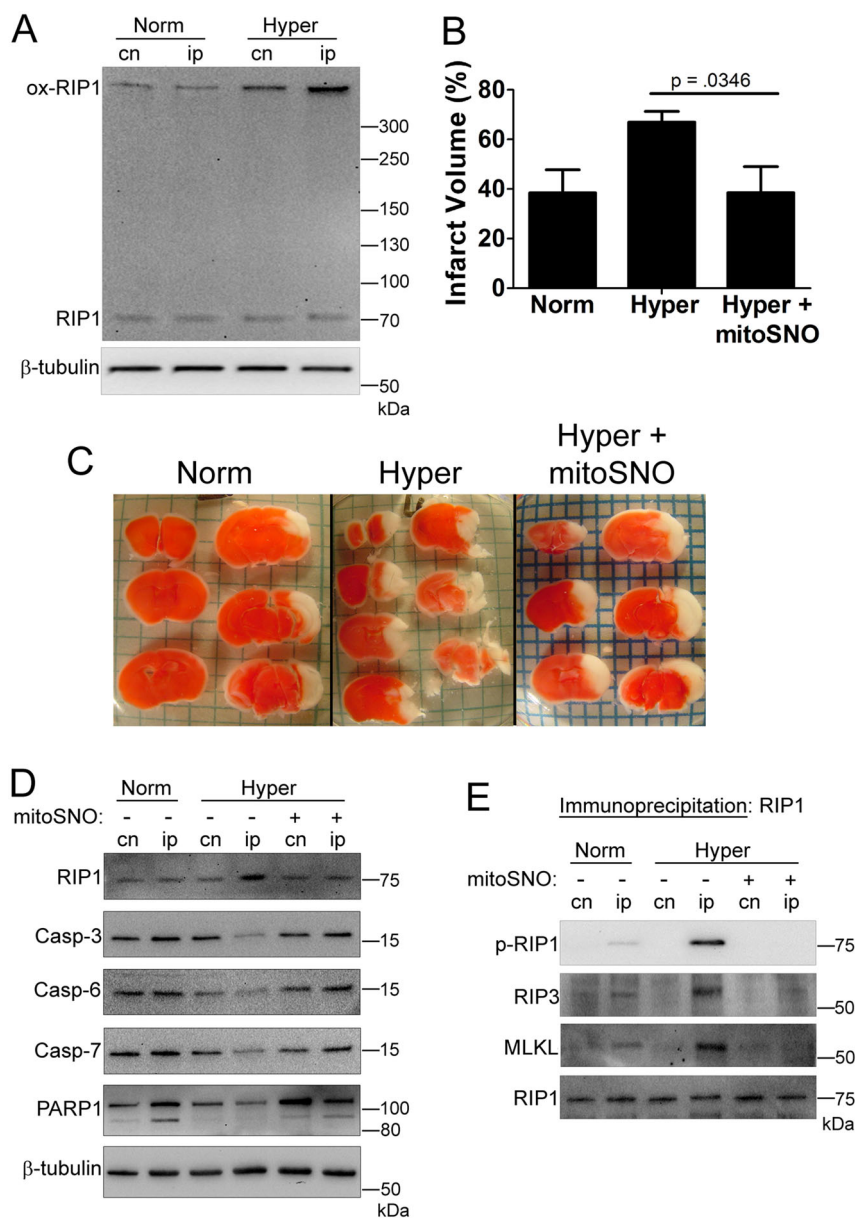 A
Norm Hyper
cn ip cn ip
ox-RIP1
300
250
150
130
100
RIP1 70
β-tubulin
50
kDa
B
Infarct Volume (%)
80
60
40
20
0
p = .0346
Norm Hyper Hyper +
mitoSNO
C
Norm Hyper Hyper +
mitoSNO
D
Norm Hyper
mitoSNO: - - - - + +
cn ip cn ip cn ip
RIP1 75
Casp-3 15
Casp-6 15
Casp-7 15
PARP1 100
80
β-tubulin
50
kDa
E
Immunoprecipitation: RIP1
Norm Hyper
mitoSNO: - - - - + +
cn ip cn ip cn ip
p-RIP1 75
RIP3 50
MLKL 50
RIP1 75
kDa